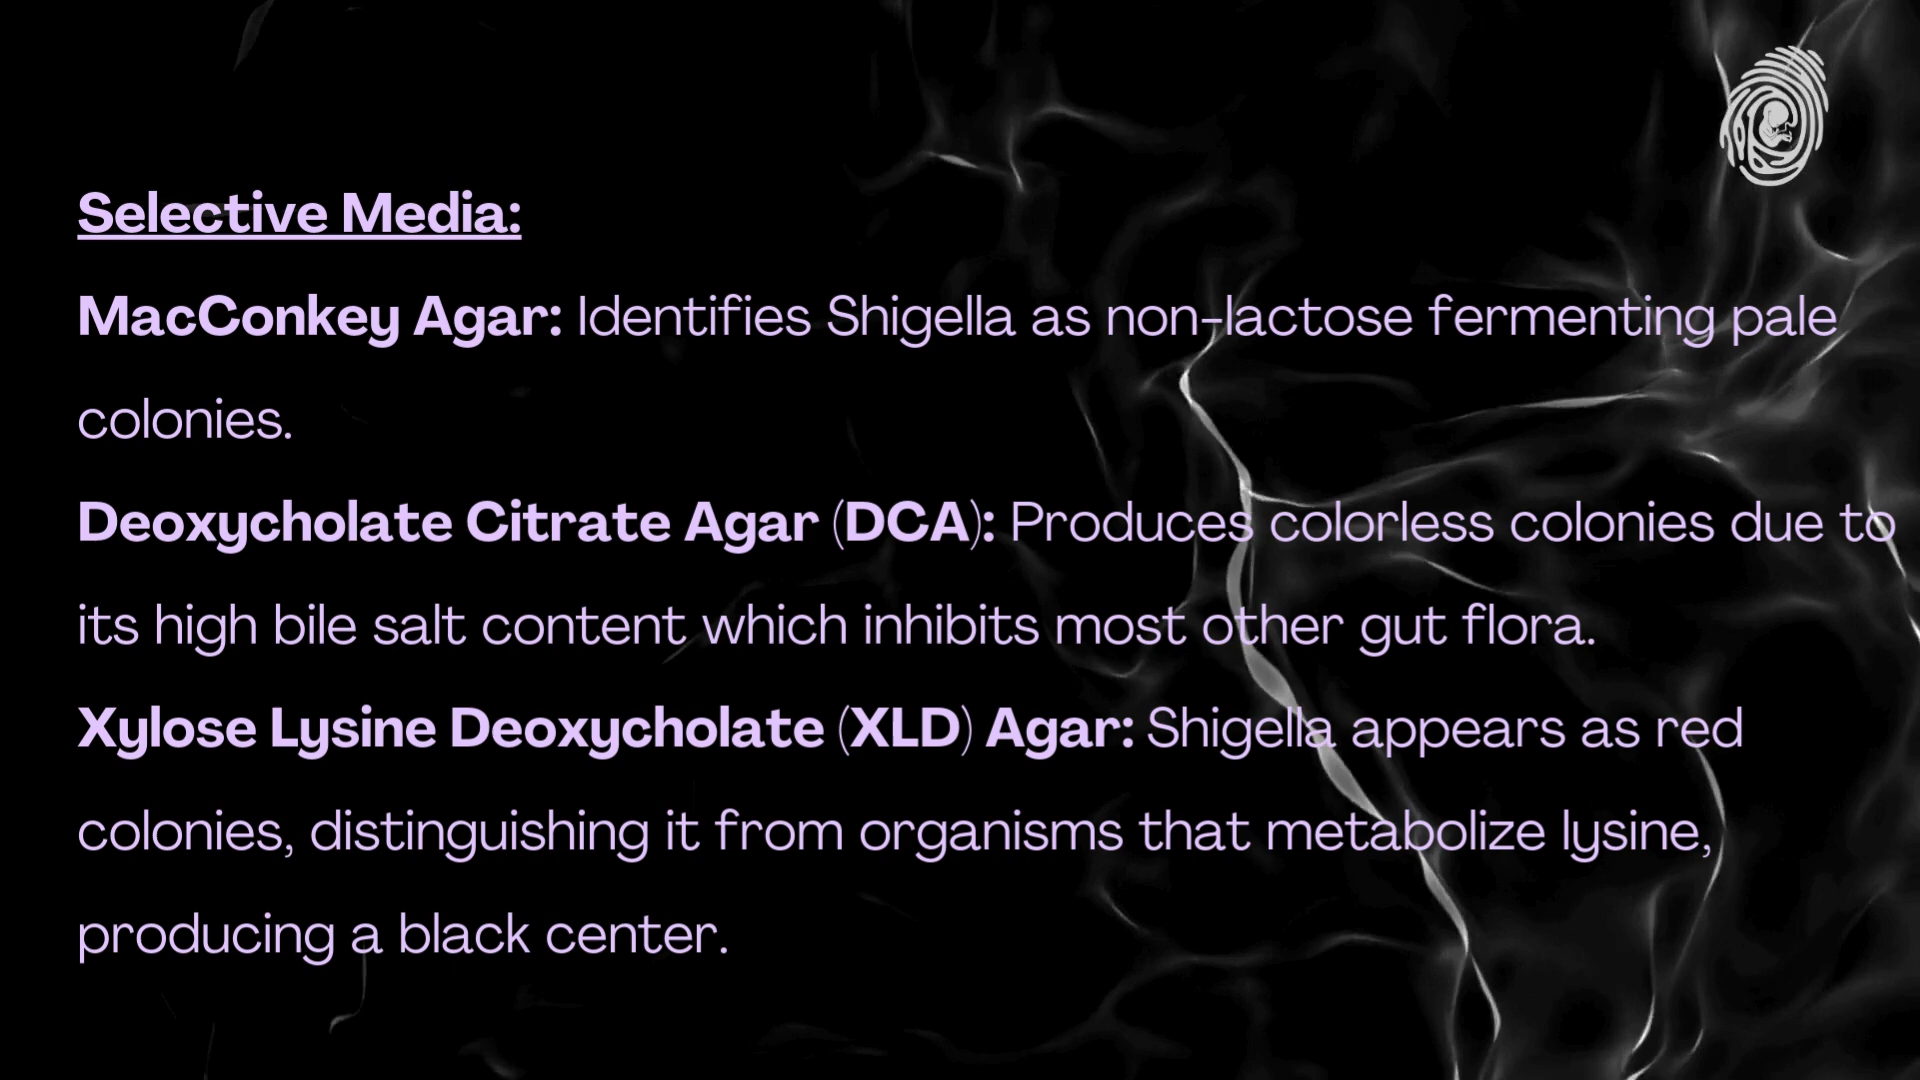 Selective Media:
MacConkey Agar: Identifies Shigella as non-lactose fermenting pale
colonies.
Deoxycholate Citrate Agar (DCA): Produces colorless colonies due to
its high bile salt content which inhibits most other gut flora.
Xylose Lysine Deoxycholate (XLD) Agar: Shigella appears as red
colonies, distinguishing it from organisms that metabolize lysine,
producing a black center.